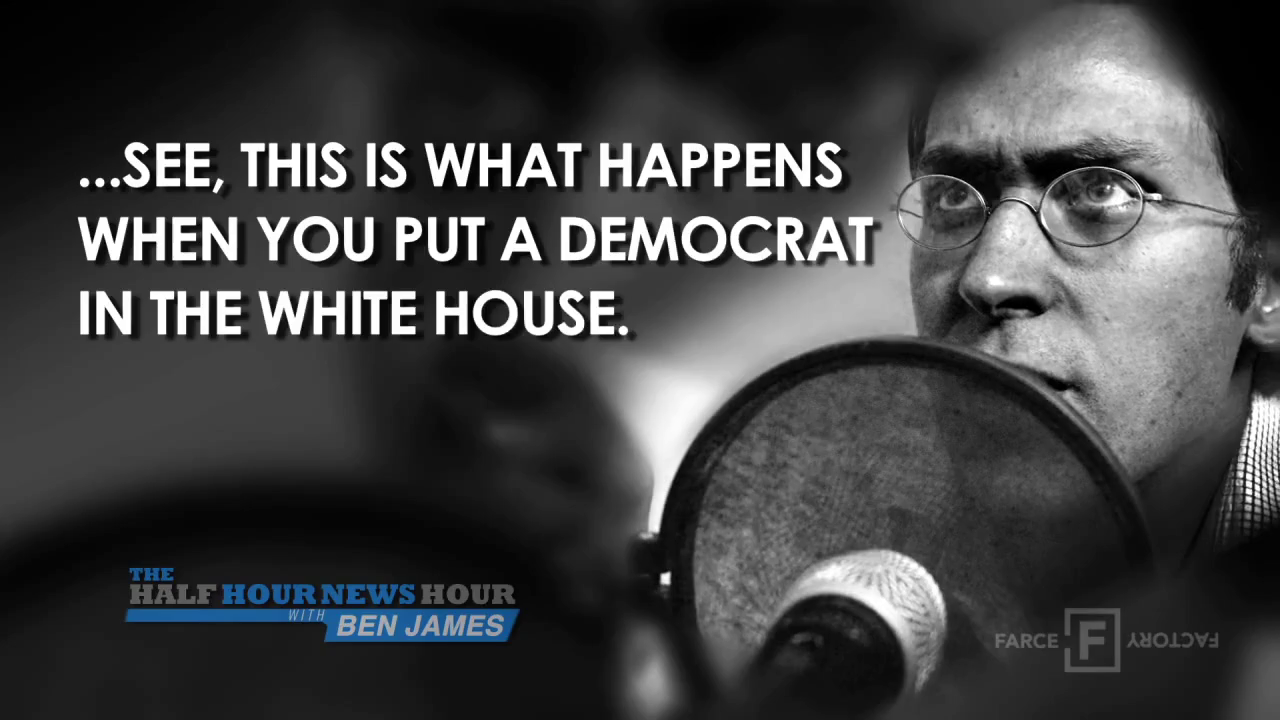 ...SEE, THIS IS WHAT HAPPENS
WHEN YOU PUT A DEMOCRAT
IN THE WHITE HOUSE.
THE
HALF HOUR NEWS HOUR
WITH
BEN JAMES
FARCE F FACTORY